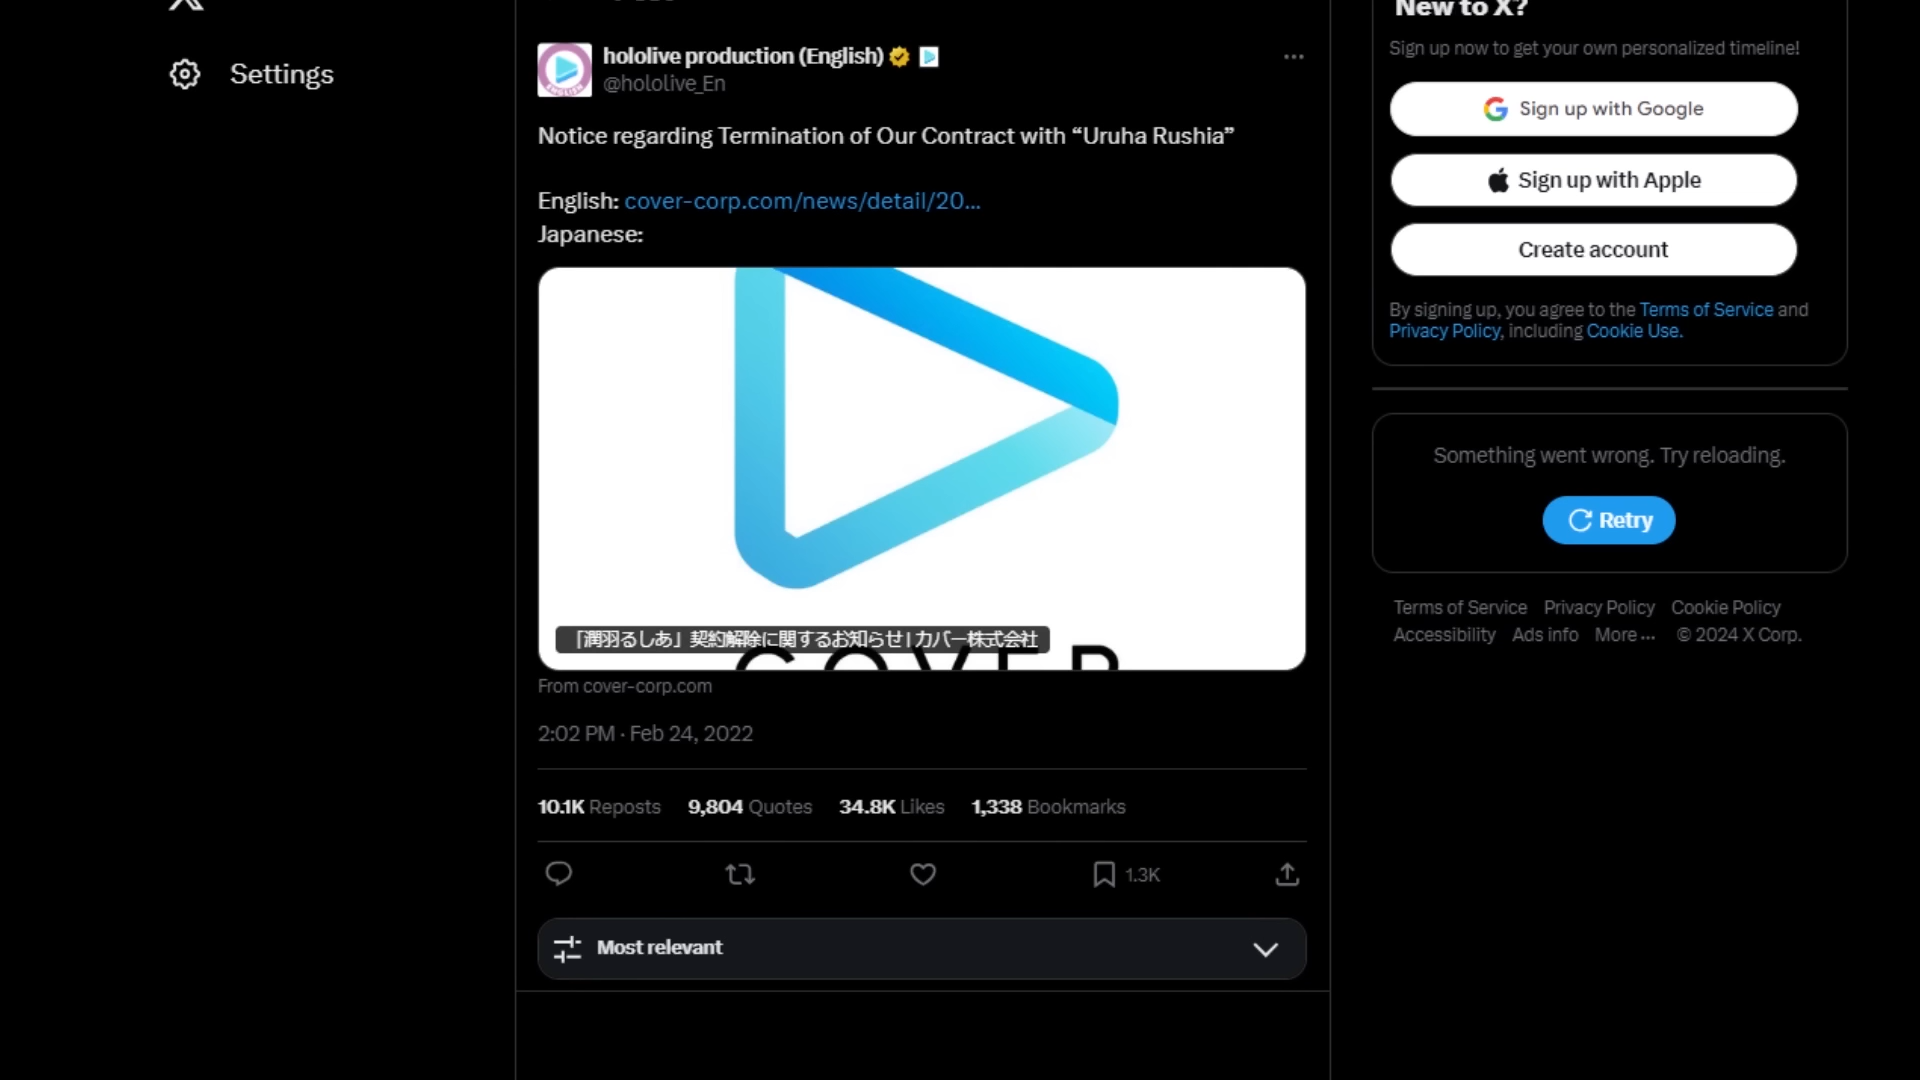 Settings
hololive production (English)
@hololive_En
Notice regarding Termination of Our Contract with “Uruha Rushia”
English: cover-corp.com/news/detail/20...
Japanese:
「潤羽るしあ」契約解除に関するお知らせ | カバー株式会社
COVER
From cover-corp.com
2:02 PM · Feb 24, 2022
10.1K Reposts 9,804 Quotes 34.8K Likes 1,338 Bookmarks
1.3K
Most relevant
New to X?
Sign up now to get your own personalized timeline!
Sign up with Google
Sign up with Apple
Create account
By signing up, you agree to the Terms of Service and
Privacy Policy, including Cookie Use.
Something went wrong. Try reloading.
Retry
Terms of Service Privacy Policy Cookie Policy
Accessibility Ads info More ... © 2024 X Corp.